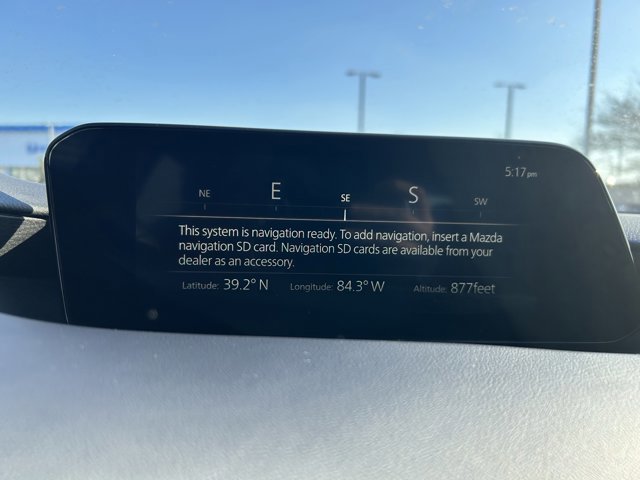 5:17 pm
NE E SE S SW
This system is navigation ready. To add navigation, insert a Mazda
navigation SD card. Navigation SD cards are available from your
dealer as an accessory.
Latitude: 39.2° N Longitude: 84.3° W Altitude: 877feet